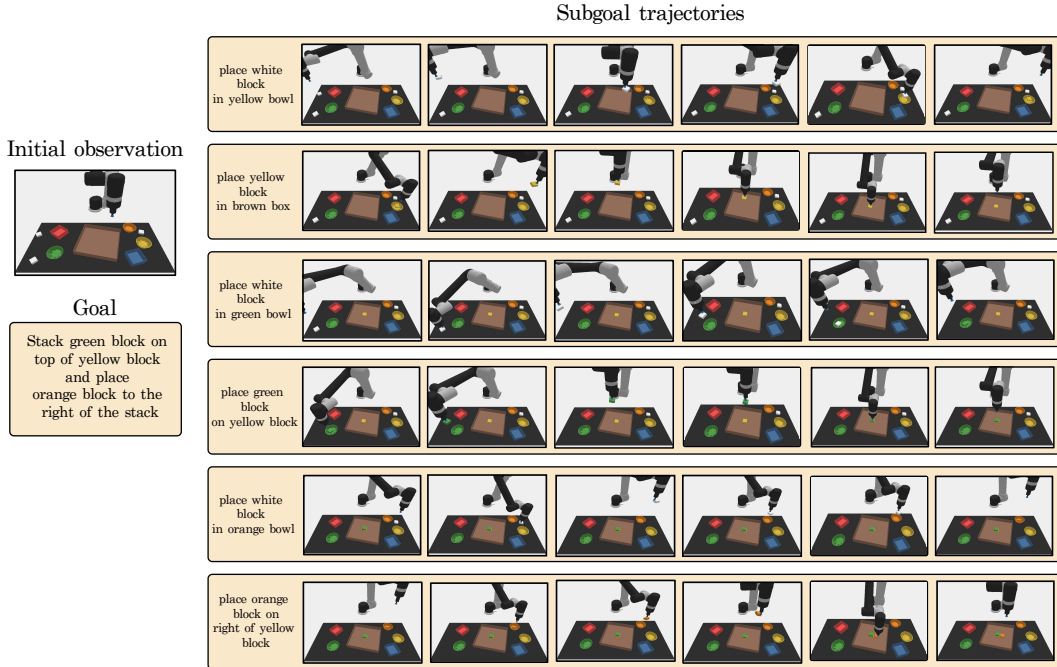 Subgoal trajectories
place white
block
in yellow bowl
Initial observation
place yellow
block
in brown box
Goal
Stack green block on
top of yellow block
and place
orange block to the
right of the stack
place white
block
in green bowl
place green
block
on yellow block
place white
block
in orange bowl
place orange
block on
right of yellow
block